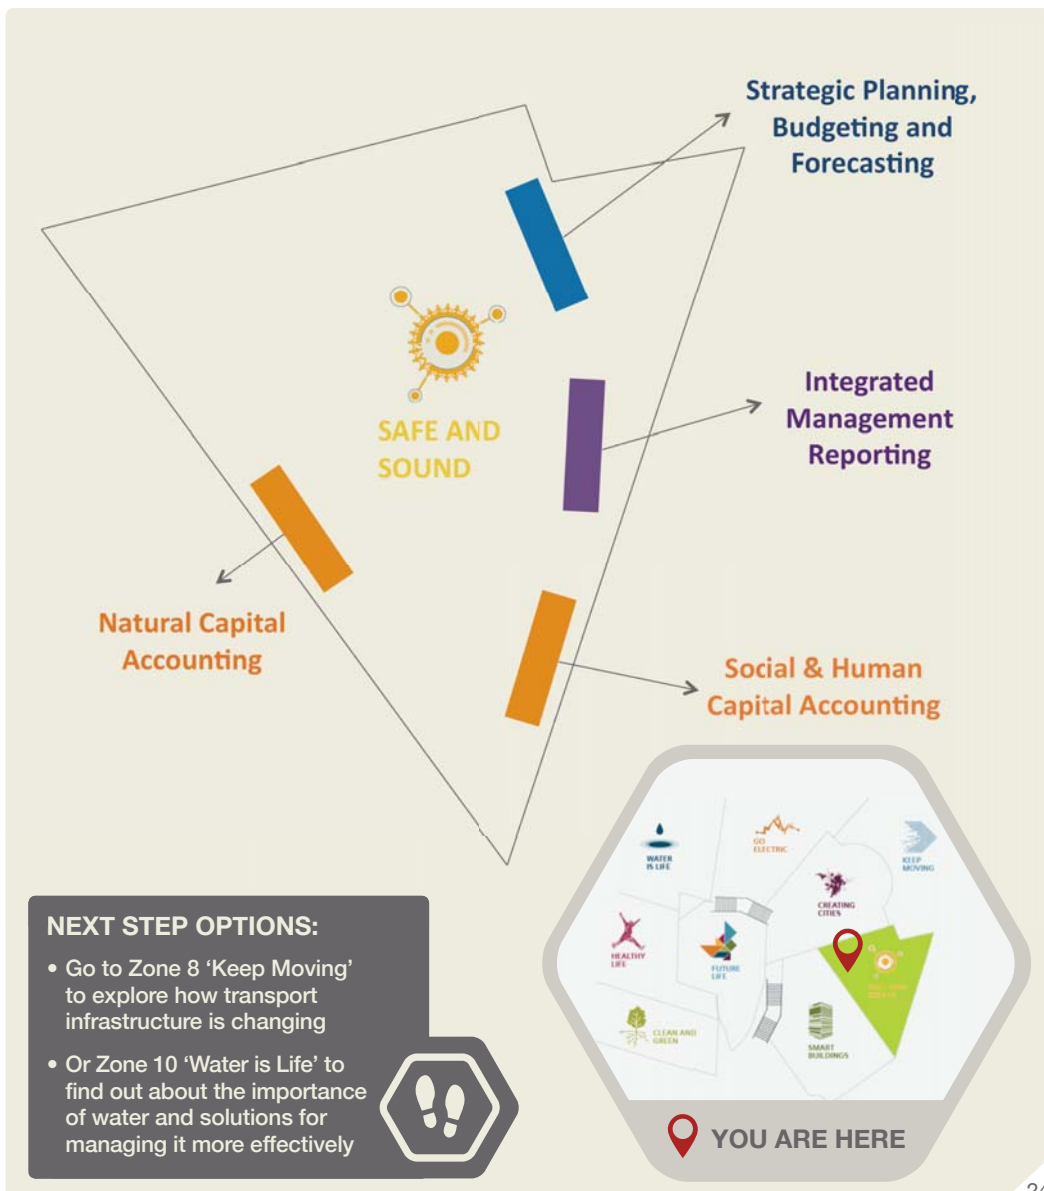 Strategic Planning,
Budgeting and
Forecasting
SAFE AND
SOUND
Integrated
Management
Reporting
Natural Capital
Accounting
Social & Human
Capital Accounting
WATER
IS LIFE
GO
ELECTRIC
KEEP
MOVING
CREATING
CITIES
HEALTHY
LIFE
FUTURE
LIFE
CLEAN AND
GREEN
SMART
BUILDINGS
YOU ARE HERE
NEXT STEP OPTIONS:
• Go to Zone 8 ‘Keep Moving’
to explore how transport
infrastructure is changing
• Or Zone 10 ‘Water is Life’ to
find out about the importance
of water and solutions for
managing it more effectively